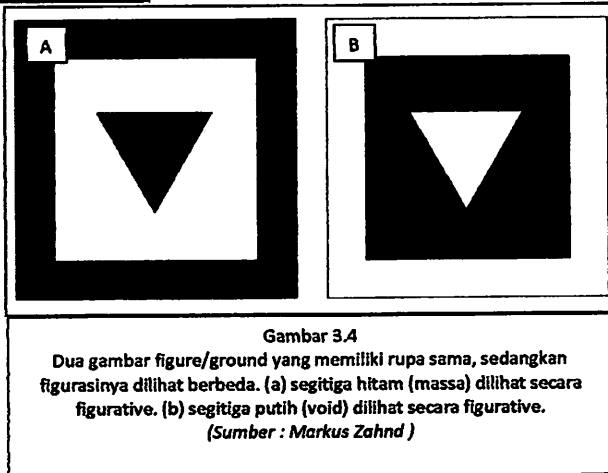 A
B
Gambar 3.4
Dua gambar figure/ground yang memiliki rupa sama, sedangkan
figurasinya dilihat berbeda. (a) segitiga hitam (massa) dilihat secara
figurative. (b) segitiga putih (void) dilihat secara figurative.
(Sumber : Markus Zahnd )